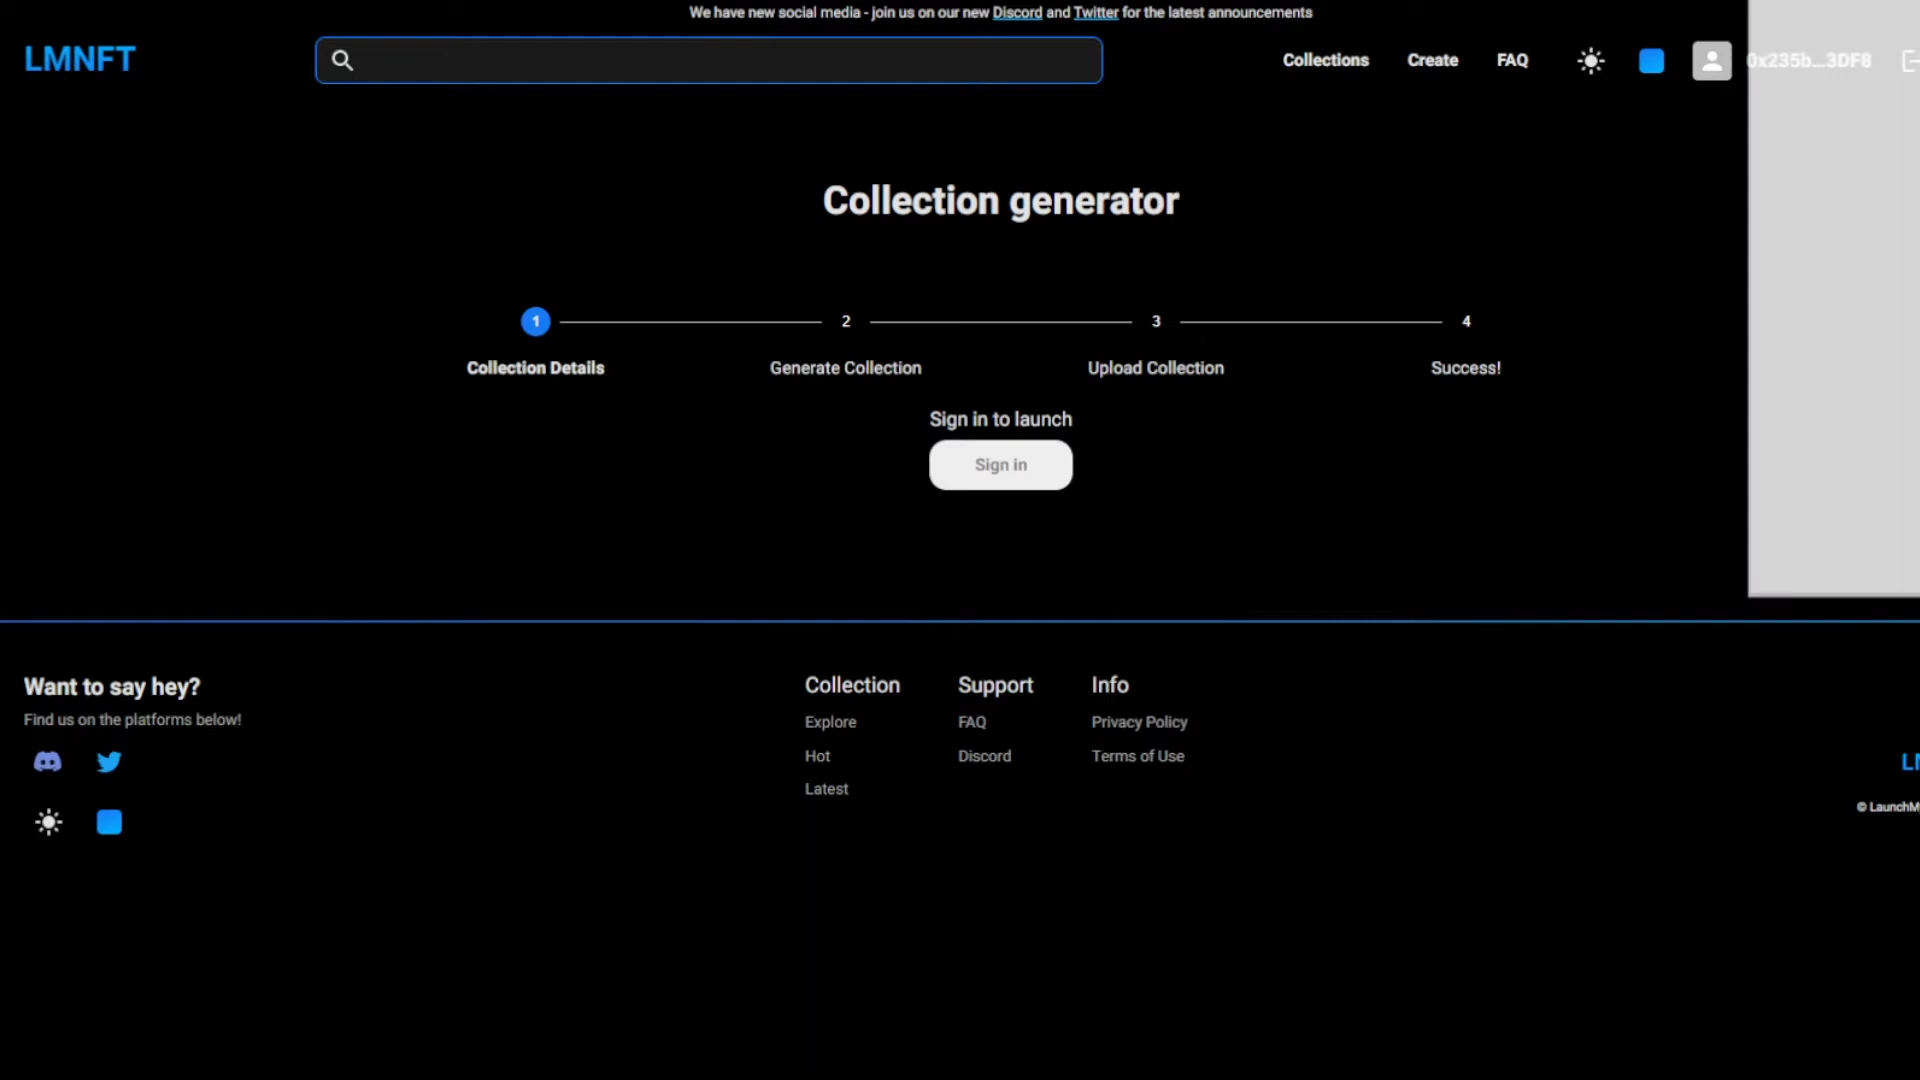 We have new social media - join us on our new Discord and Twitter for the latest announcements
LMNFT
Collections
Create
FAQ
0x235b...3DF8
Collection generator
1
2
3
4
Collection Details
Generate Collection
Upload Collection
Success!
Sign in to launch
Sign in
Want to say hey?
Find us on the platforms below!
Collection
Explore
Hot
Latest
Support
FAQ
Discord
Info
Privacy Policy
Terms of Use
© LaunchM